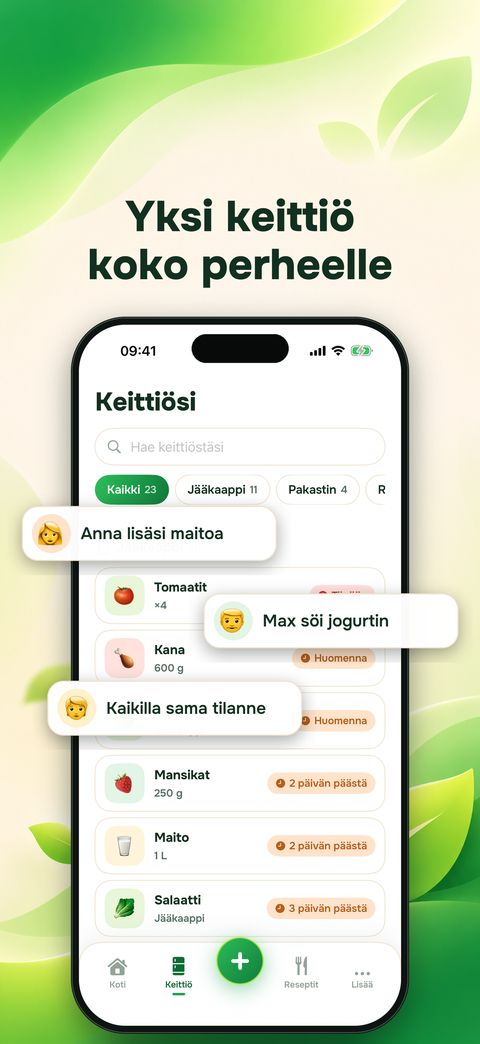 Yksi keittiö
koko perheelle
09:41
Keittiösi
Hae keittiöstäsi
Kaikki 23
Jääkaappi 11
Pakastin 4
R
Anna lisäsi maitoa
Tomaatit
×4
Max söi jogurtin
Kana
600 g
Huomenna
Kaikilla sama tilanne
Huomenna
Mansikat
250 g
2 päivän päästä
Maito
1 L
2 päivän päästä
Salaatti
Jääkaappi
3 päivän päästä
Koti
Keittiö
Reseptit
Lisää